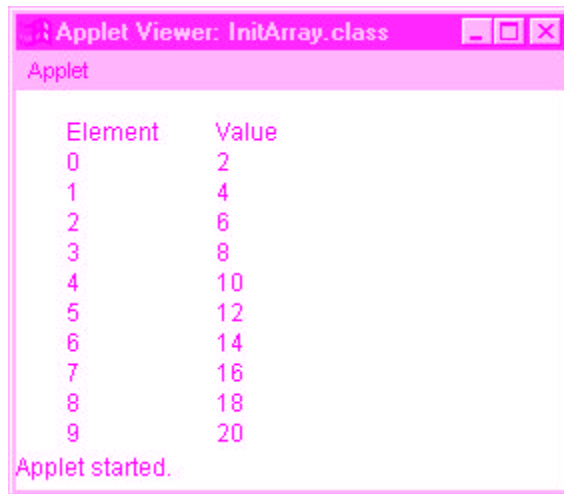 Applet Viewer: InitArray.class
Applet
Element Value
0 2
1 4
2 6
3 8
4 10
5 12
6 14
7 16
8 18
9 20
Applet started.